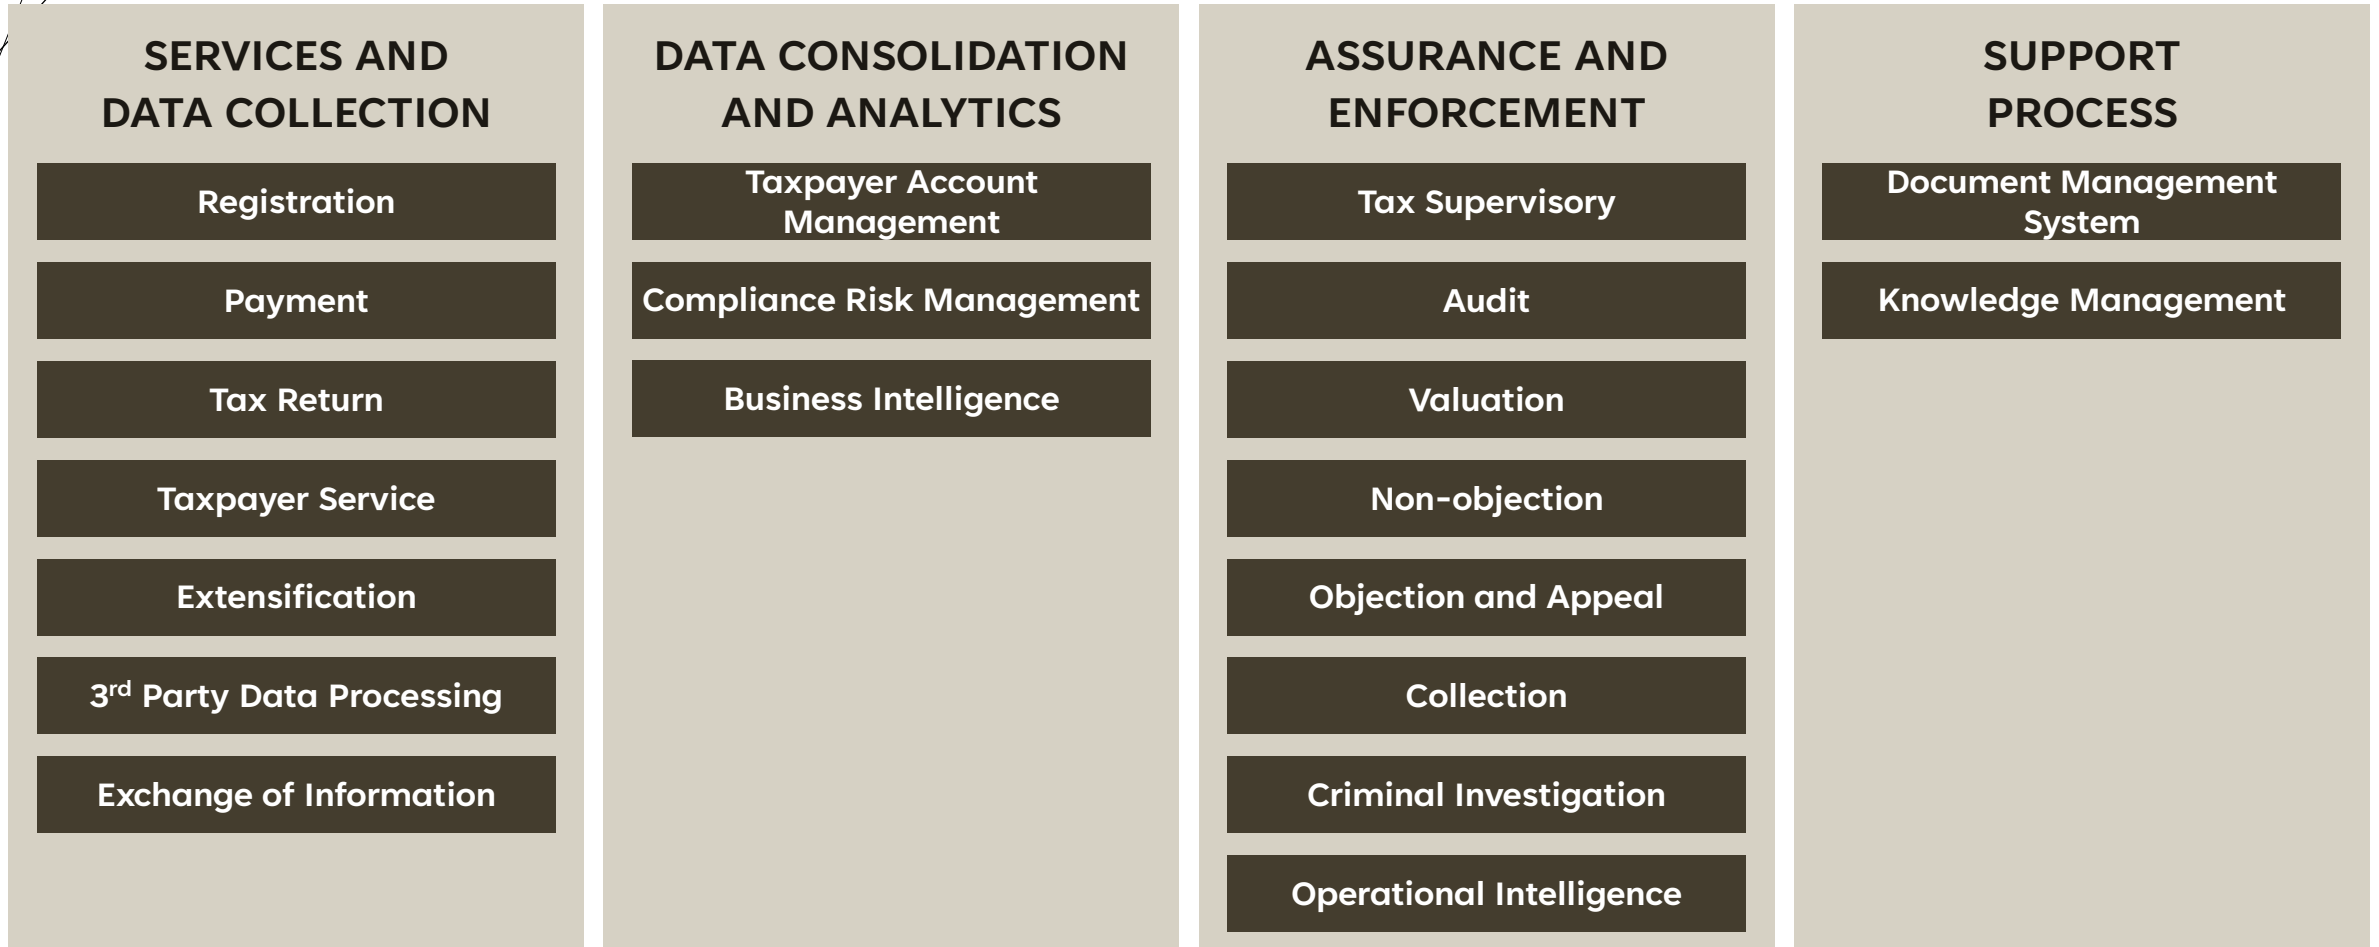 SERVICES AND
DATA COLLECTION
Registration
Payment
Tax Return
Taxpayer Service
Extensification
3rd Party Data Processing
Exchange of Information
DATA CONSOLIDATION
AND ANALYTICS
Taxpayer Account
Management
Compliance Risk Management
Business Intelligence
ASSURANCE AND
ENFORCEMENT
Tax Supervisory
Audit
Valuation
Non-objection
Objection and Appeal
Collection
Criminal Investigation
Operational Intelligence
SUPPORT
PROCESS
Document Management
System
Knowledge Management